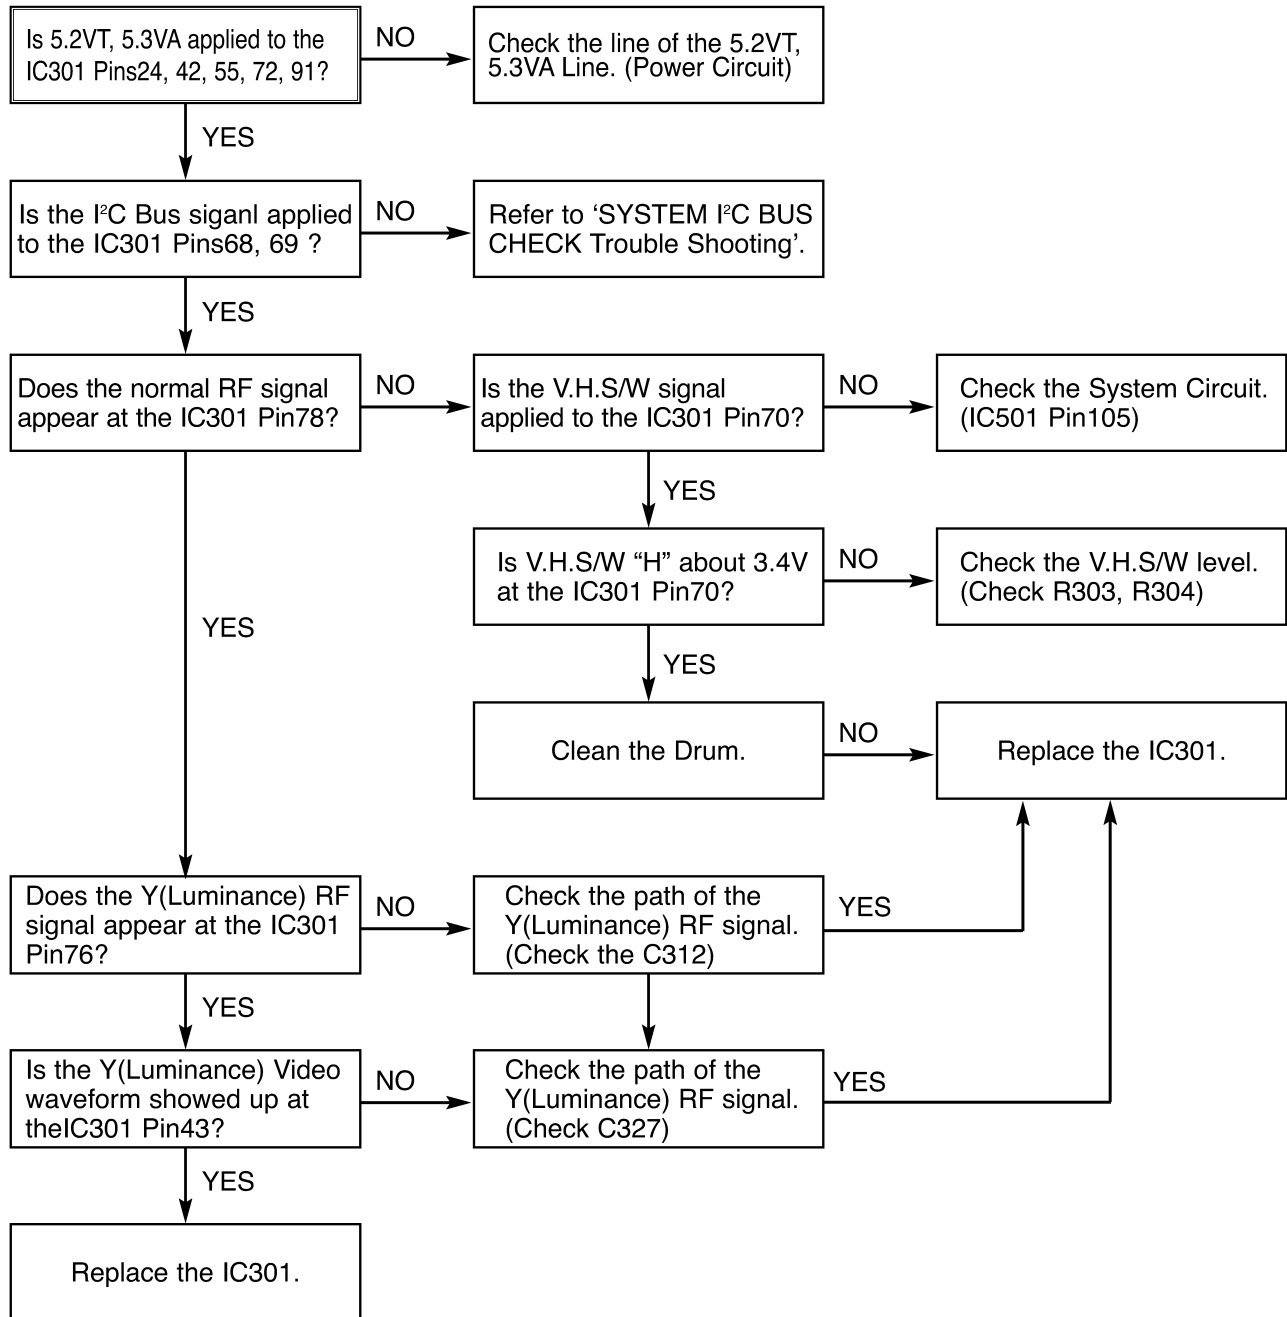 Is 5.2VT, 5.3VA applied to the
IC301 Pins24, 42, 55, 72, 91?
NO
Check the line of the 5.2VT,
5.3VA Line. (Power Circuit)
YES
Is the I²C Bus siganl applied
to the IC301 Pins68, 69 ?
NO
Refer to ‘SYSTEM I²C BUS
CHECK Trouble Shooting’.
YES
Does the normal RF signal
appear at the IC301 Pin78?
NO
Is the V.H.S/W signal
applied to the IC301 Pin70?
NO
Check the System Circuit.
(IC501 Pin105)
YES
Is V.H.S/W “H” about 3.4V
at the IC301 Pin70?
NO
Check the V.H.S/W level.
(Check R303, R304)
YES
YES
Clean the Drum.
NO
Replace the IC301.
Does the Y(Luminance) RF
signal appear at the IC301
Pin76?
NO
Check the path of the
Y(Luminance) RF signal.
(Check the C312)
YES
YES
Is the Y(Luminance) Video
waveform showed up at
theIC301 Pin43?
NO
Check the path of the
Y(Luminance) RF signal.
(Check C327)
YES
YES
Replace the IC301.